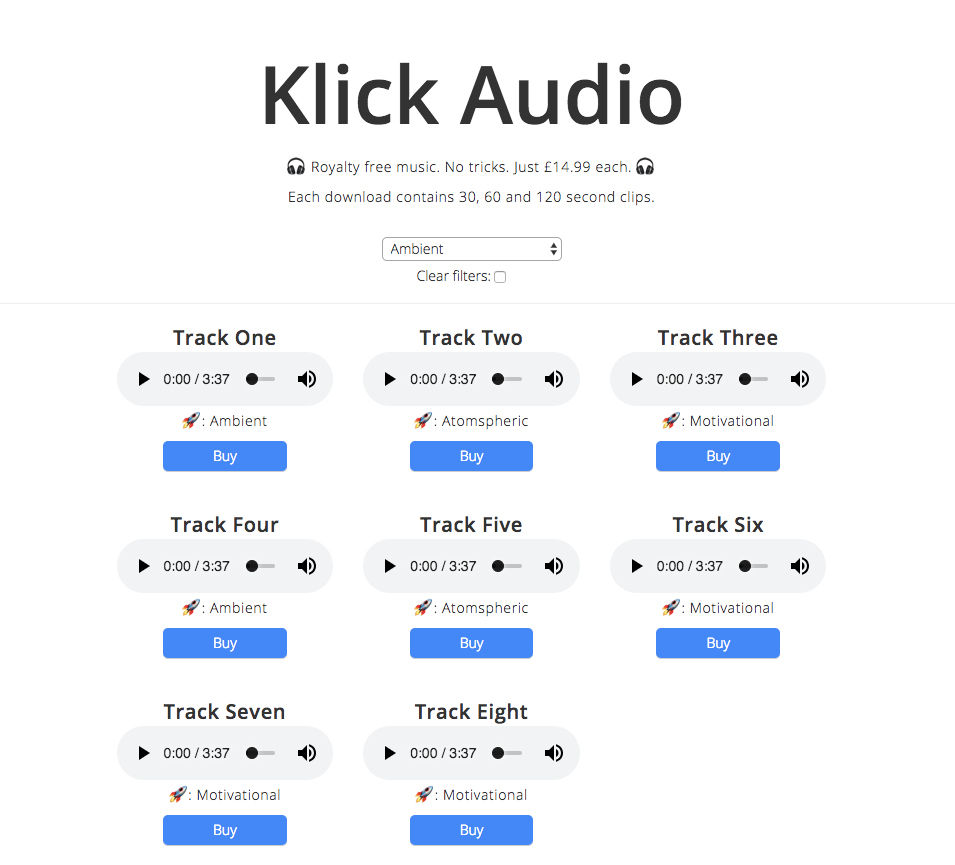 Klick Audio
🎧 Royalty free music. No tricks. Just £14.99 each. 🎧
Each download contains 30, 60 and 120 second clips.
Ambient
Clear filters:
Track One
0:00 / 3:37
🚀: Ambient
Buy
Track Two
0:00 / 3:37
🚀: Atomspheric
Buy
Track Three
0:00 / 3:37
🚀: Motivational
Buy
Track Four
0:00 / 3:37
🚀: Ambient
Buy
Track Five
0:00 / 3:37
🚀: Atomspheric
Buy
Track Six
0:00 / 3:37
🚀: Motivational
Buy
Track Seven
0:00 / 3:37
🚀: Motivational
Buy
Track Eight
0:00 / 3:37
🚀: Motivational
Buy